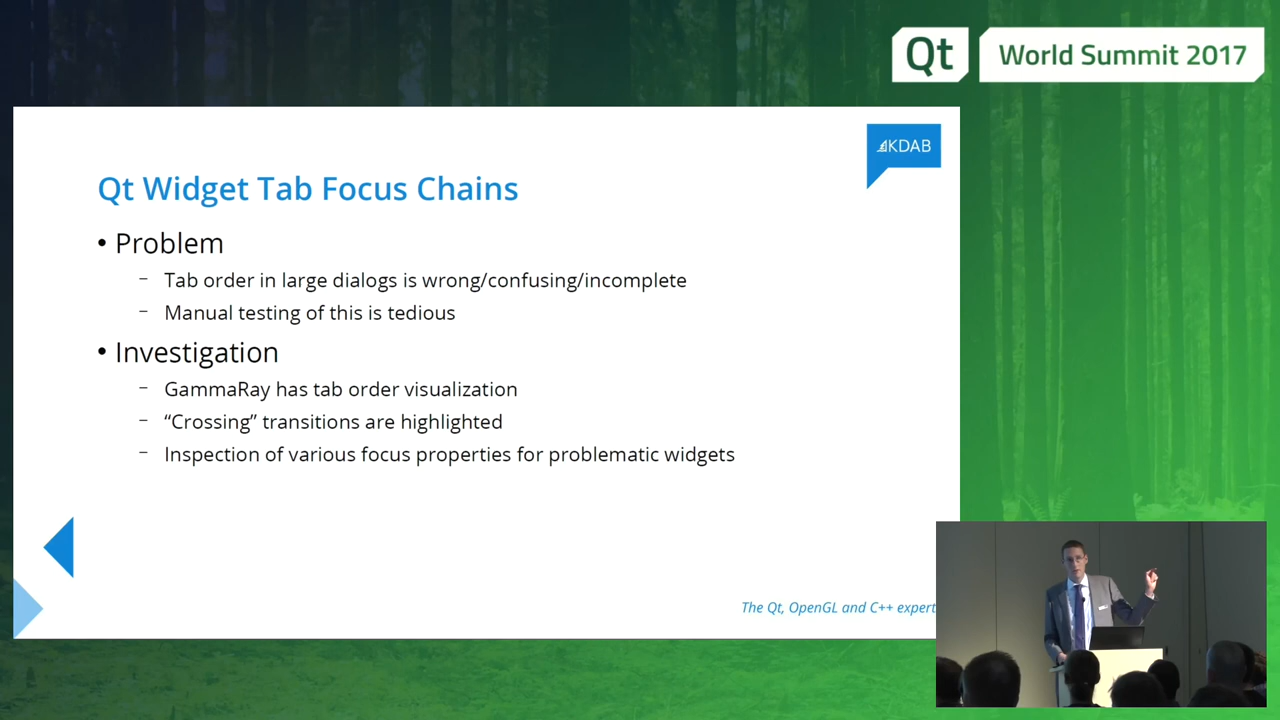 Qt World Summit 2017
KDAB
Qt Widget Tab Focus Chains
• Problem
– Tab order in large dialogs is wrong/confusing/incomplete
– Manual testing of this is tedious
• Investigation
– GammaRay has tab order visualization
– “Crossing” transitions are highlighted
– Inspection of various focus properties for problematic widgets
The Qt, OpenGL and C++ expert